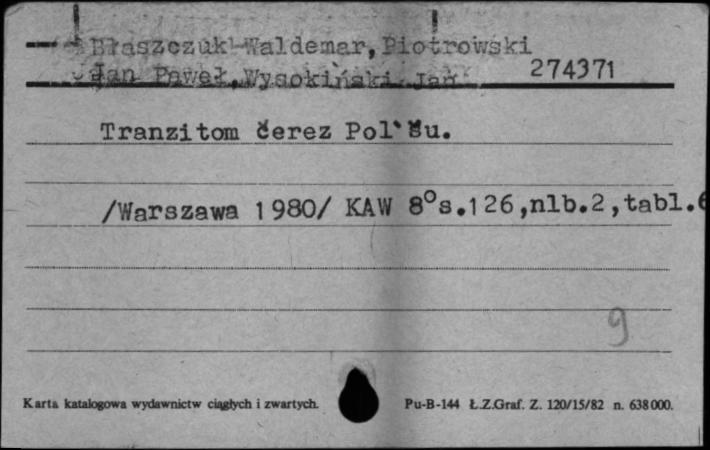 Błaszczuk Waldemar, Piotrowski
Jan Paweł, Wysokiński Jan 274371
Tranzitom čerez Pol`šu.
/Warszawa 1980/ KAW 8°s.126,nlb.2,tabl.6
9
Karta katalogowa wydawnictw ciągłych i zwartych. Pu-B-144 Ł.Z.Graf. Z. 120/15/82 n. 638000.